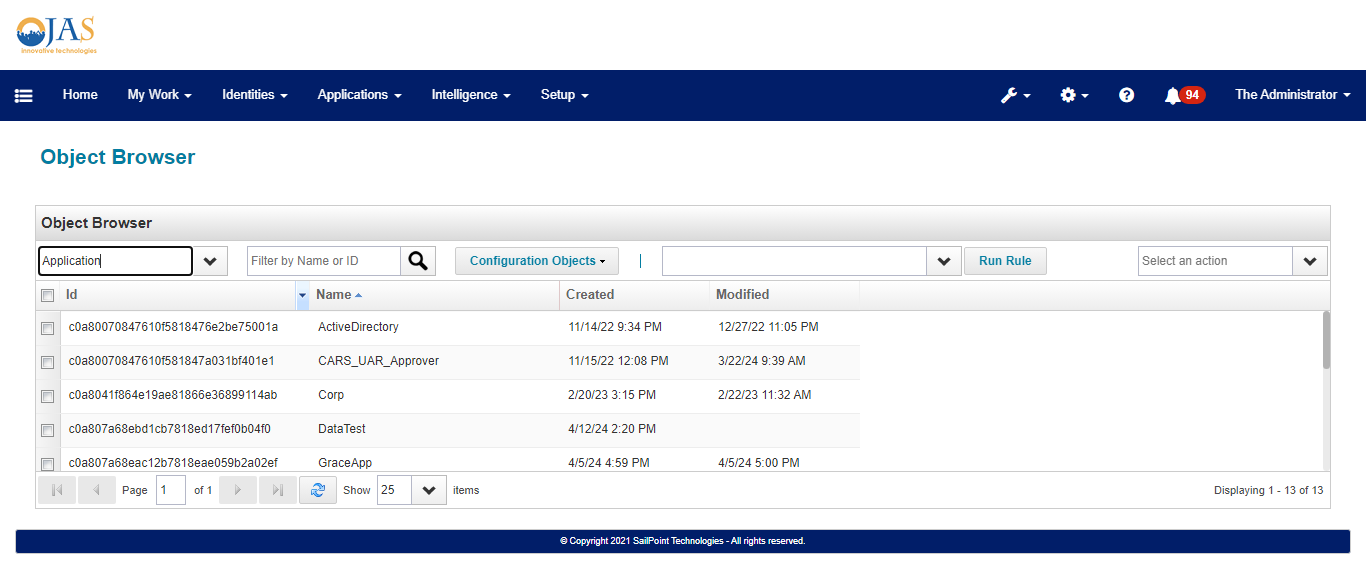 OJAS
Innovative technologies
Home My Work Identities Applications Intelligence Setup 94 The Administrator
Object Browser
Object Browser
Application Filter by Name or ID Configuration Objects | Run Rule Select an action
Id Name Created Modified
c0a80070847610f5818476e2be75001a ActiveDirectory 11/14/22 9:34 PM 12/27/22 11:05 PM
c0a80070847610f581847a031bf401e1 CARS_UAR_Approver 11/15/22 12:08 PM 3/22/24 9:39 AM
c0a8041f864e19ae81866e36899114ab Corp 2/20/23 3:15 PM 2/22/23 11:32 AM
c0a807a68ebd1cb7818ed17fef0b04f0 DataTest 4/12/24 2:20 PM
c0a807a68eac12b7818eae059b2a02ef GraceApp 4/5/24 4:59 PM 4/5/24 5:00 PM
Page 1 of 1 Show 25 items Displaying 1 - 13 of 13
© Copyright 2021 SailPoint Technologies - All rights reserved.